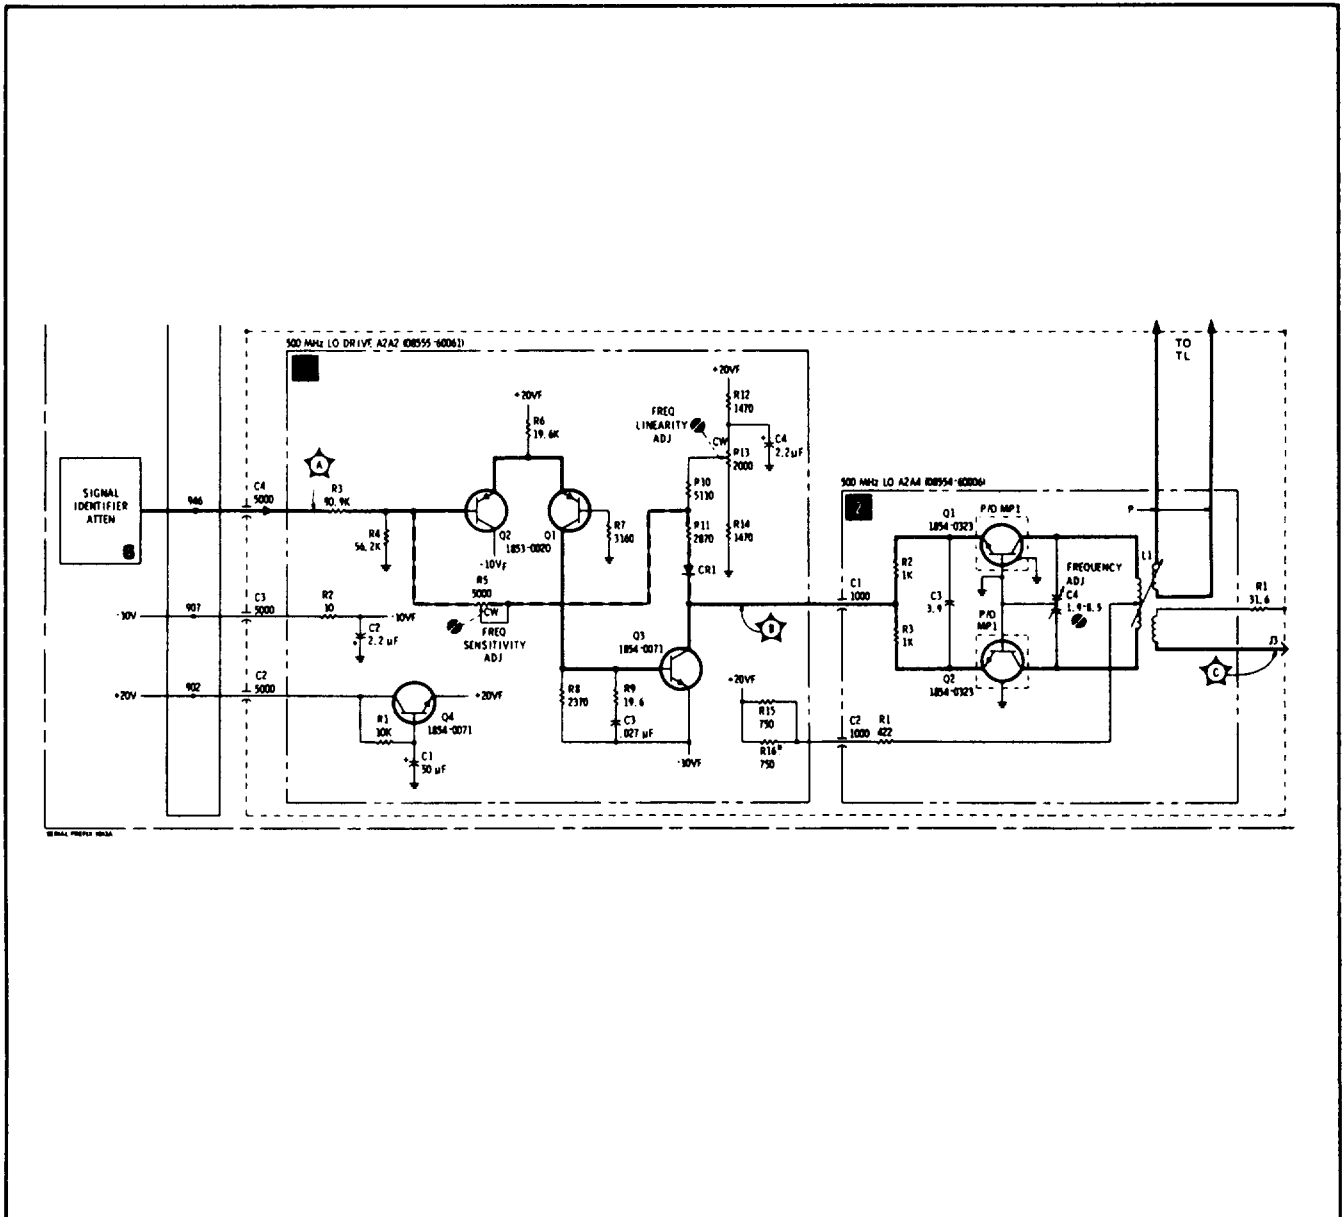 500 MHz LO DRIVE A2A2 (08555-60061)
TO
TL
+20VF
R12
1470
FREQ
LINEARITY
ADJ
CW
R13
2000
C4
2.2µF
+20VF
R6
19.6K
A
SIGNAL
IDENTIFIER
ATTEN
6
946
C4
5000
R3
90.9K
R4
56.2K
Q2
1853-0020
Q1
R7
3160
R10
5110
R11
2870
R14
1470
-10VF
CR1
R5
5000
CW
FREQ
SENSITIVITY
ADJ
-10V
907
C3
5000
R2
10
-10VF
C2
2.2µF
+20V
902
C2
5000
R1
10K
Q4
1854-0071
+20VF
C1
50µF
Q3
1854-0071
R8
2370
R9
19.6
C3
.027µF
-10VF
B
+20VF
R15
750
R16*
750
500 MHz LO A2A4 (08554-60006)
2
Q1
1854-0323
P/O MP1
P
C1
1000
R2
1K
R3
1K
C3
3.9
FREQUENCY
ADJ
C4
1.9-8.5
P/O
MP1
Q2
1854-0323
L1
R1
31.6
J3
C
C2
1000
R1
422